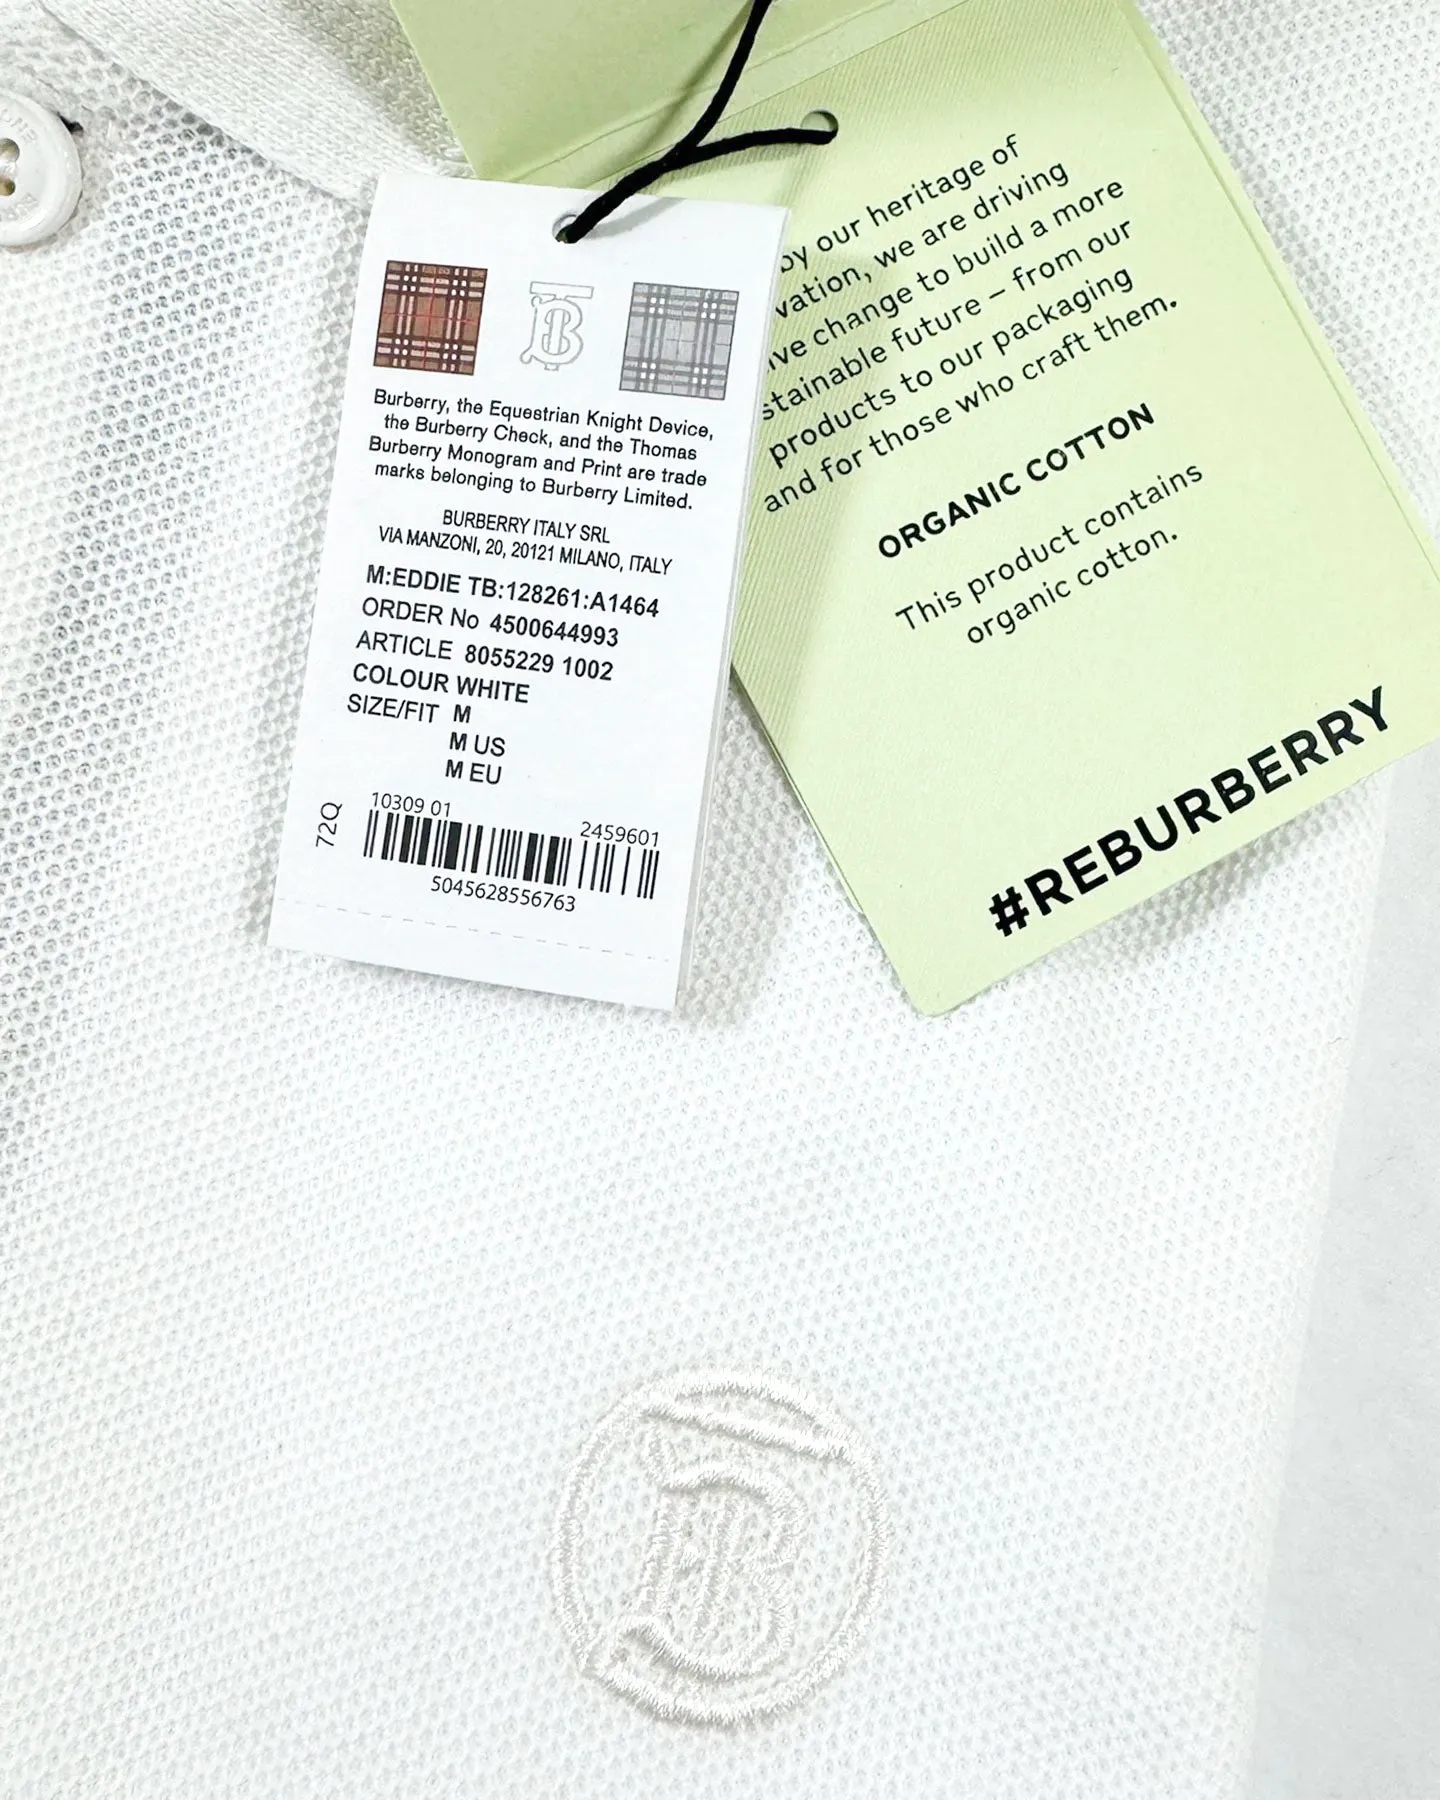 Burberry, the Equestrian Knight Device,
the Burberry Check, and the Thomas
Burberry Monogram and Print are trade
marks belonging to Burberry Limited.
BURBERRY ITALY SRL
VIA MANZONI, 20, 20121 MILANO, ITALY
M:EDDIE TB:128261:A1464
ORDER No 4500644993
ARTICLE 8055229 1002
COLOUR WHITE
SIZE/FIT M
M US
M EU
72Q
10309 01
2459601
5045628556763
by our heritage of
vation, we are driving
ive change to build a more
stainable future – from our
products to our packaging
and for those who craft them.
ORGANIC COTTON
This product contains
organic cotton.
#REBURBERRY
TB